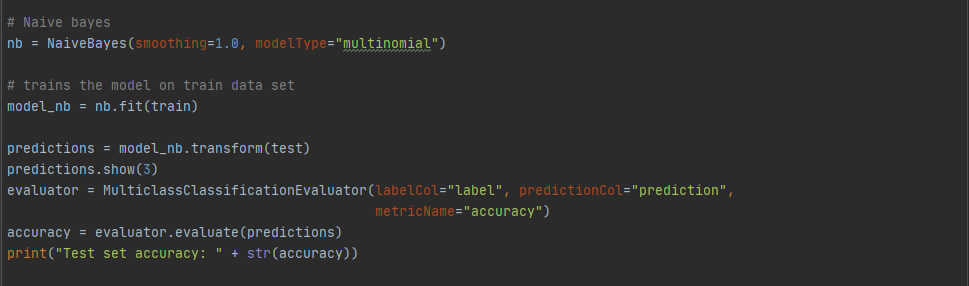 # Naive bayes
nb = NaiveBayes(smoothing=1.0, modelType="multinomial")
# trains the model on train data set
model_nb = nb.fit(train)
predictions = model_nb.transform(test)
predictions.show(3)
evaluator = MulticlassClassificationEvaluator(labelCol="label", predictionCol="prediction",
metricName="accuracy")
accuracy = evaluator.evaluate(predictions)
print("Test set accuracy: " + str(accuracy))